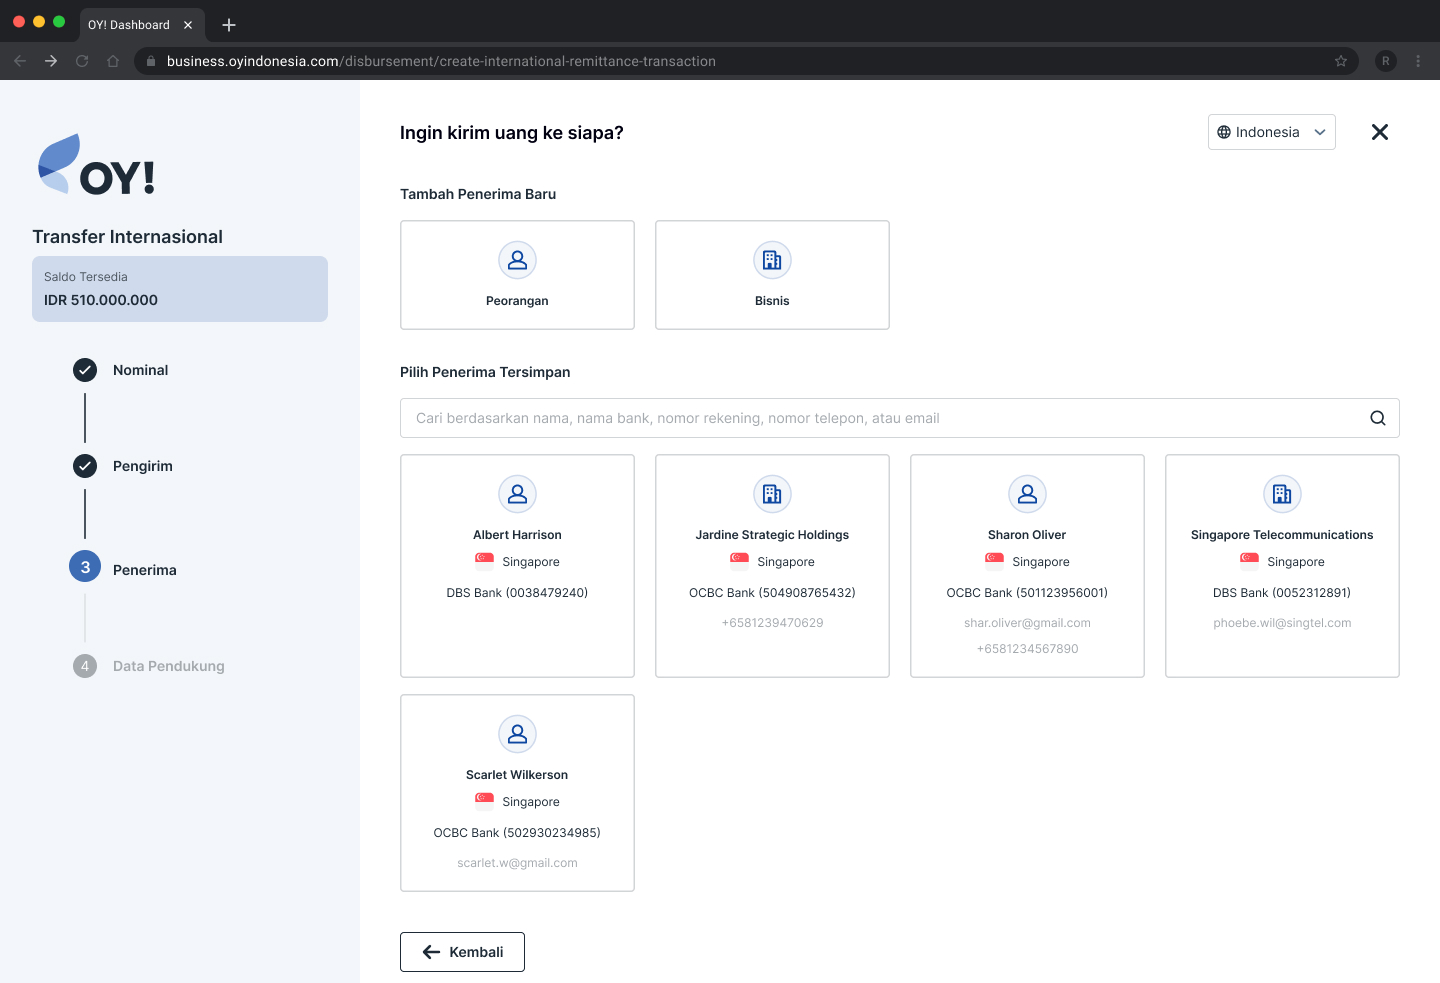 OY! Dashboard
business.oyindonesia.com/disbursement/create-international-remittance-transaction
R
OY!
Transfer Internasional
Saldo Tersedia
IDR 510.000.000
Nominal
Pengirim
3 Penerima
4 Data Pendukung
Ingin kirim uang ke siapa?
Indonesia
Tambah Penerima Baru
Peorangan
Bisnis
Pilih Penerima Tersimpan
Cari berdasarkan nama, nama bank, nomor rekening, nomor telepon, atau email
Albert Harrison
Singapore
DBS Bank (0038479240)
Jardine Strategic Holdings
Singapore
OCBC Bank (504908765432)
+6581239470629
Sharon Oliver
Singapore
OCBC Bank (501123956001)
shar.oliver@gmail.com
+6581234567890
Singapore Telecommunications
Singapore
DBS Bank (0052312891)
phoebe.wil@singtel.com
Scarlet Wilkerson
Singapore
OCBC Bank (502930234985)
scarlet.w@gmail.com
Kembali